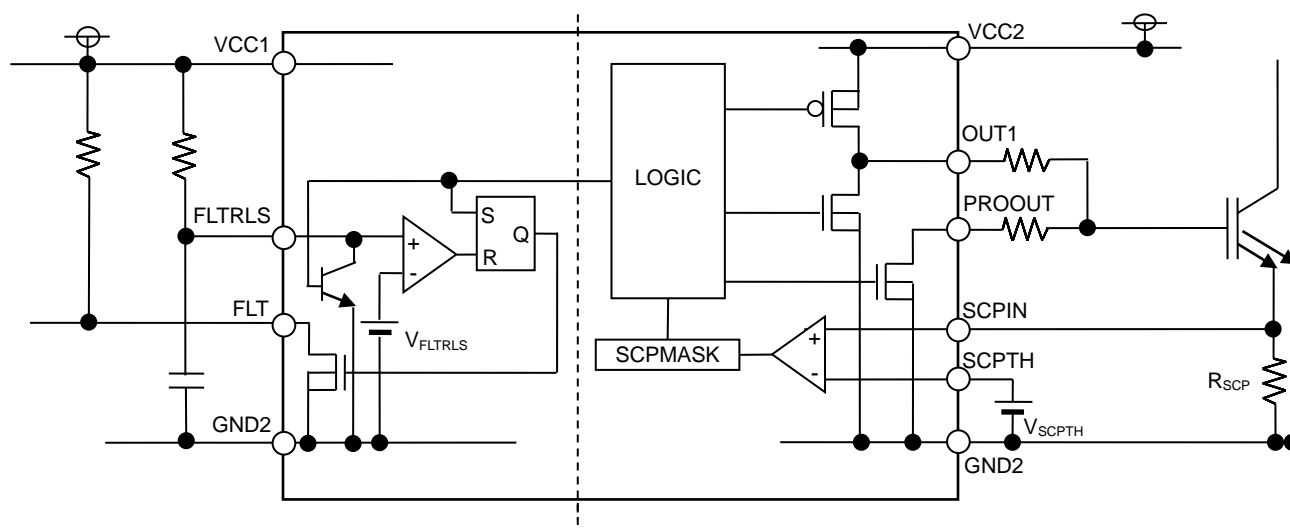 VCC1
VCC2
OUT1
LOGIC
PROOUT
FLTRLS
S
Q
R
+
-
FLT
VFLTRLS
SCPIN
SCPMASK
+
-
SCPTH
RSCP
VSCPTH
GND2
GND2